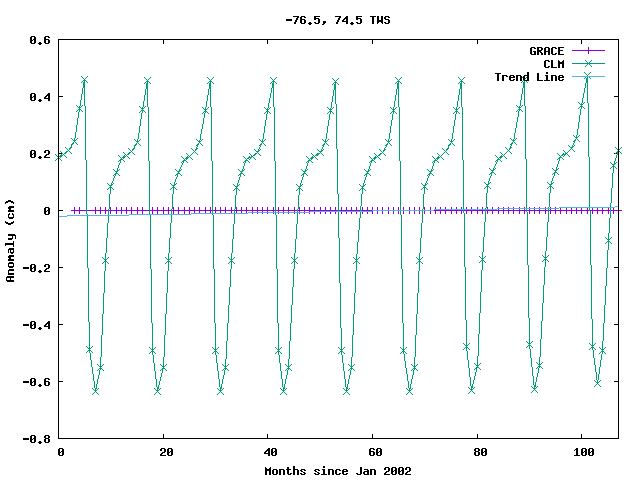 -76.5, 74.5 TWS
GRACE
CLM
Trend Line
0.6
0.4
0.2
0
-0.2
-0.4
-0.6
-0.8
Anomaly (cm)
0 20 40 60 80 100
Months since Jan 2002